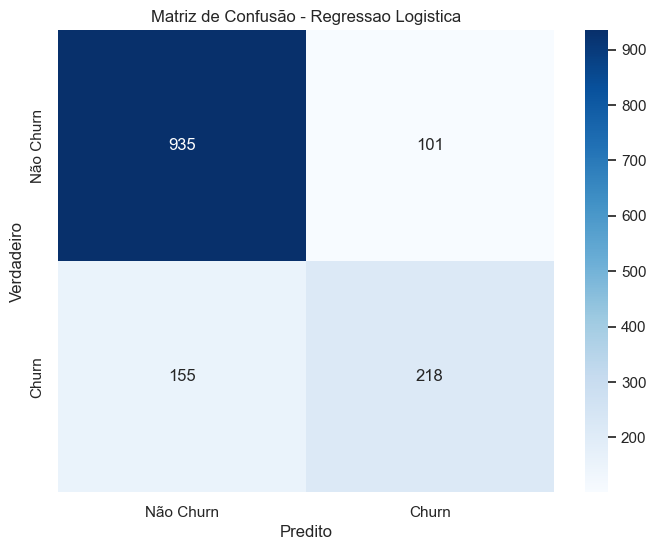 Matriz de Confusão - Regressao Logistica
Não Churn
Churn
Verdadeiro
935
101
155
218
Não Churn
Churn
Predito
900
800
700
600
500
400
300
200